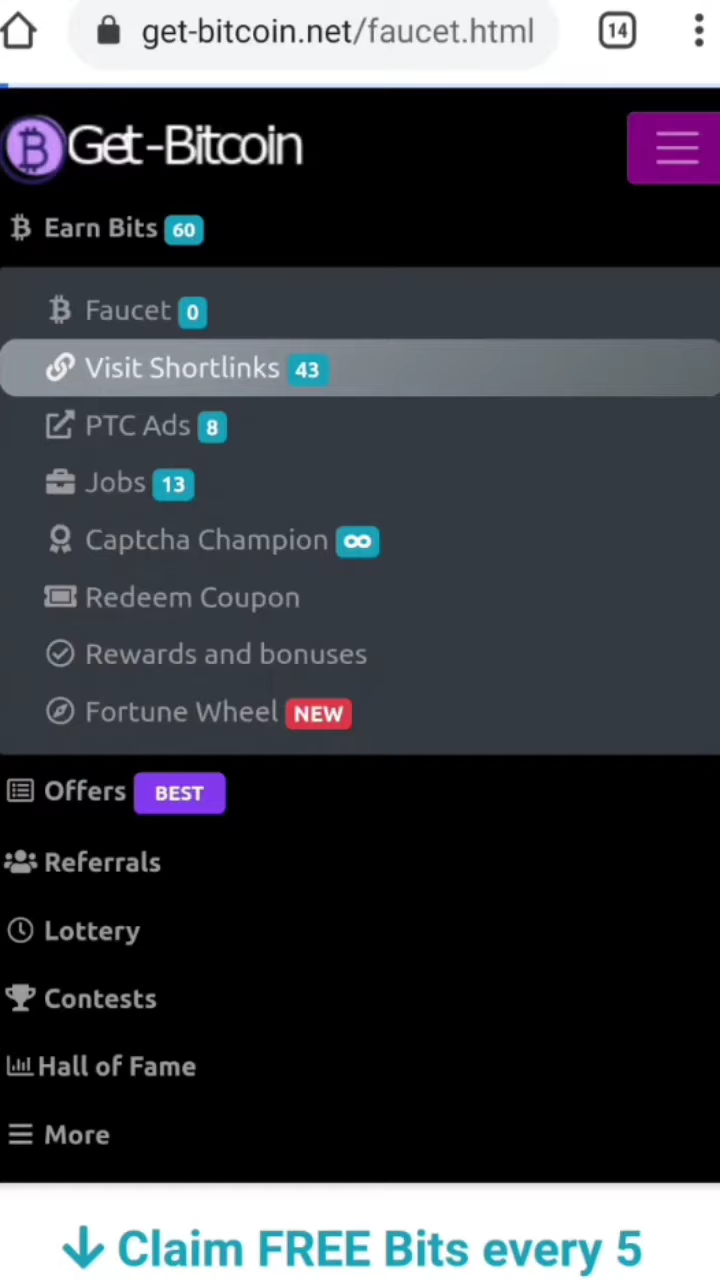 get-bitcoin.net/faucet.html
14
Get-Bitcoin
Earn Bits 60
Faucet 0
Visit Shortlinks 43
PTC Ads 8
Jobs 13
Captcha Champion ∞
Redeem Coupon
Rewards and bonuses
Fortune Wheel NEW
Offers BEST
Referrals
Lottery
Contests
Hall of Fame
More
Claim FREE Bits every 5